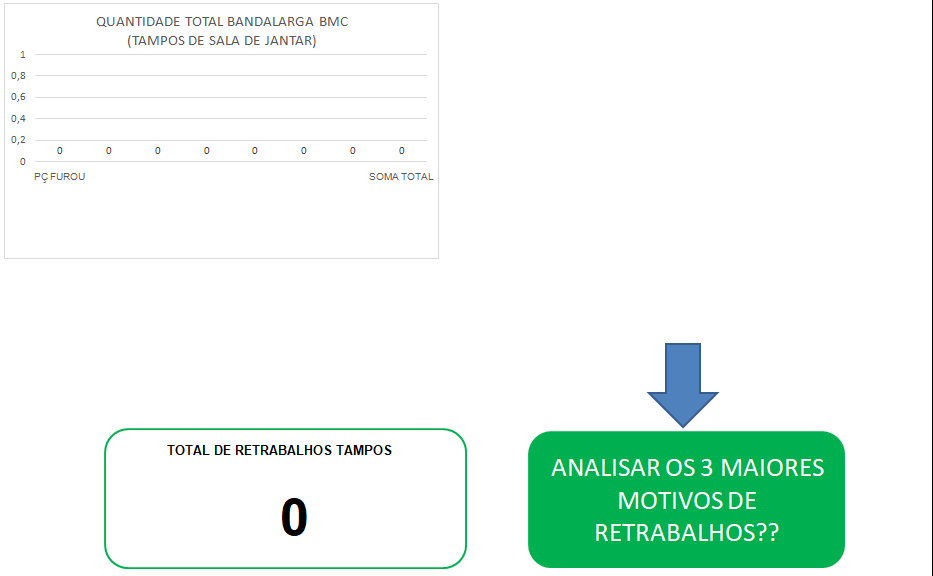 QUANTIDADE TOTAL BANDALARGA BMC
(TAMPOS DE SALA DE JANTAR)
1
0,8
0,6
0,4
0,2
0
0 0 0 0 0 0 0 0
PÇ FUROU SOMA TOTAL
TOTAL DE RETRABALHOS TAMPOS
0
ANALISAR OS 3 MAIORES
MOTIVOS DE
RETRABALHOS??